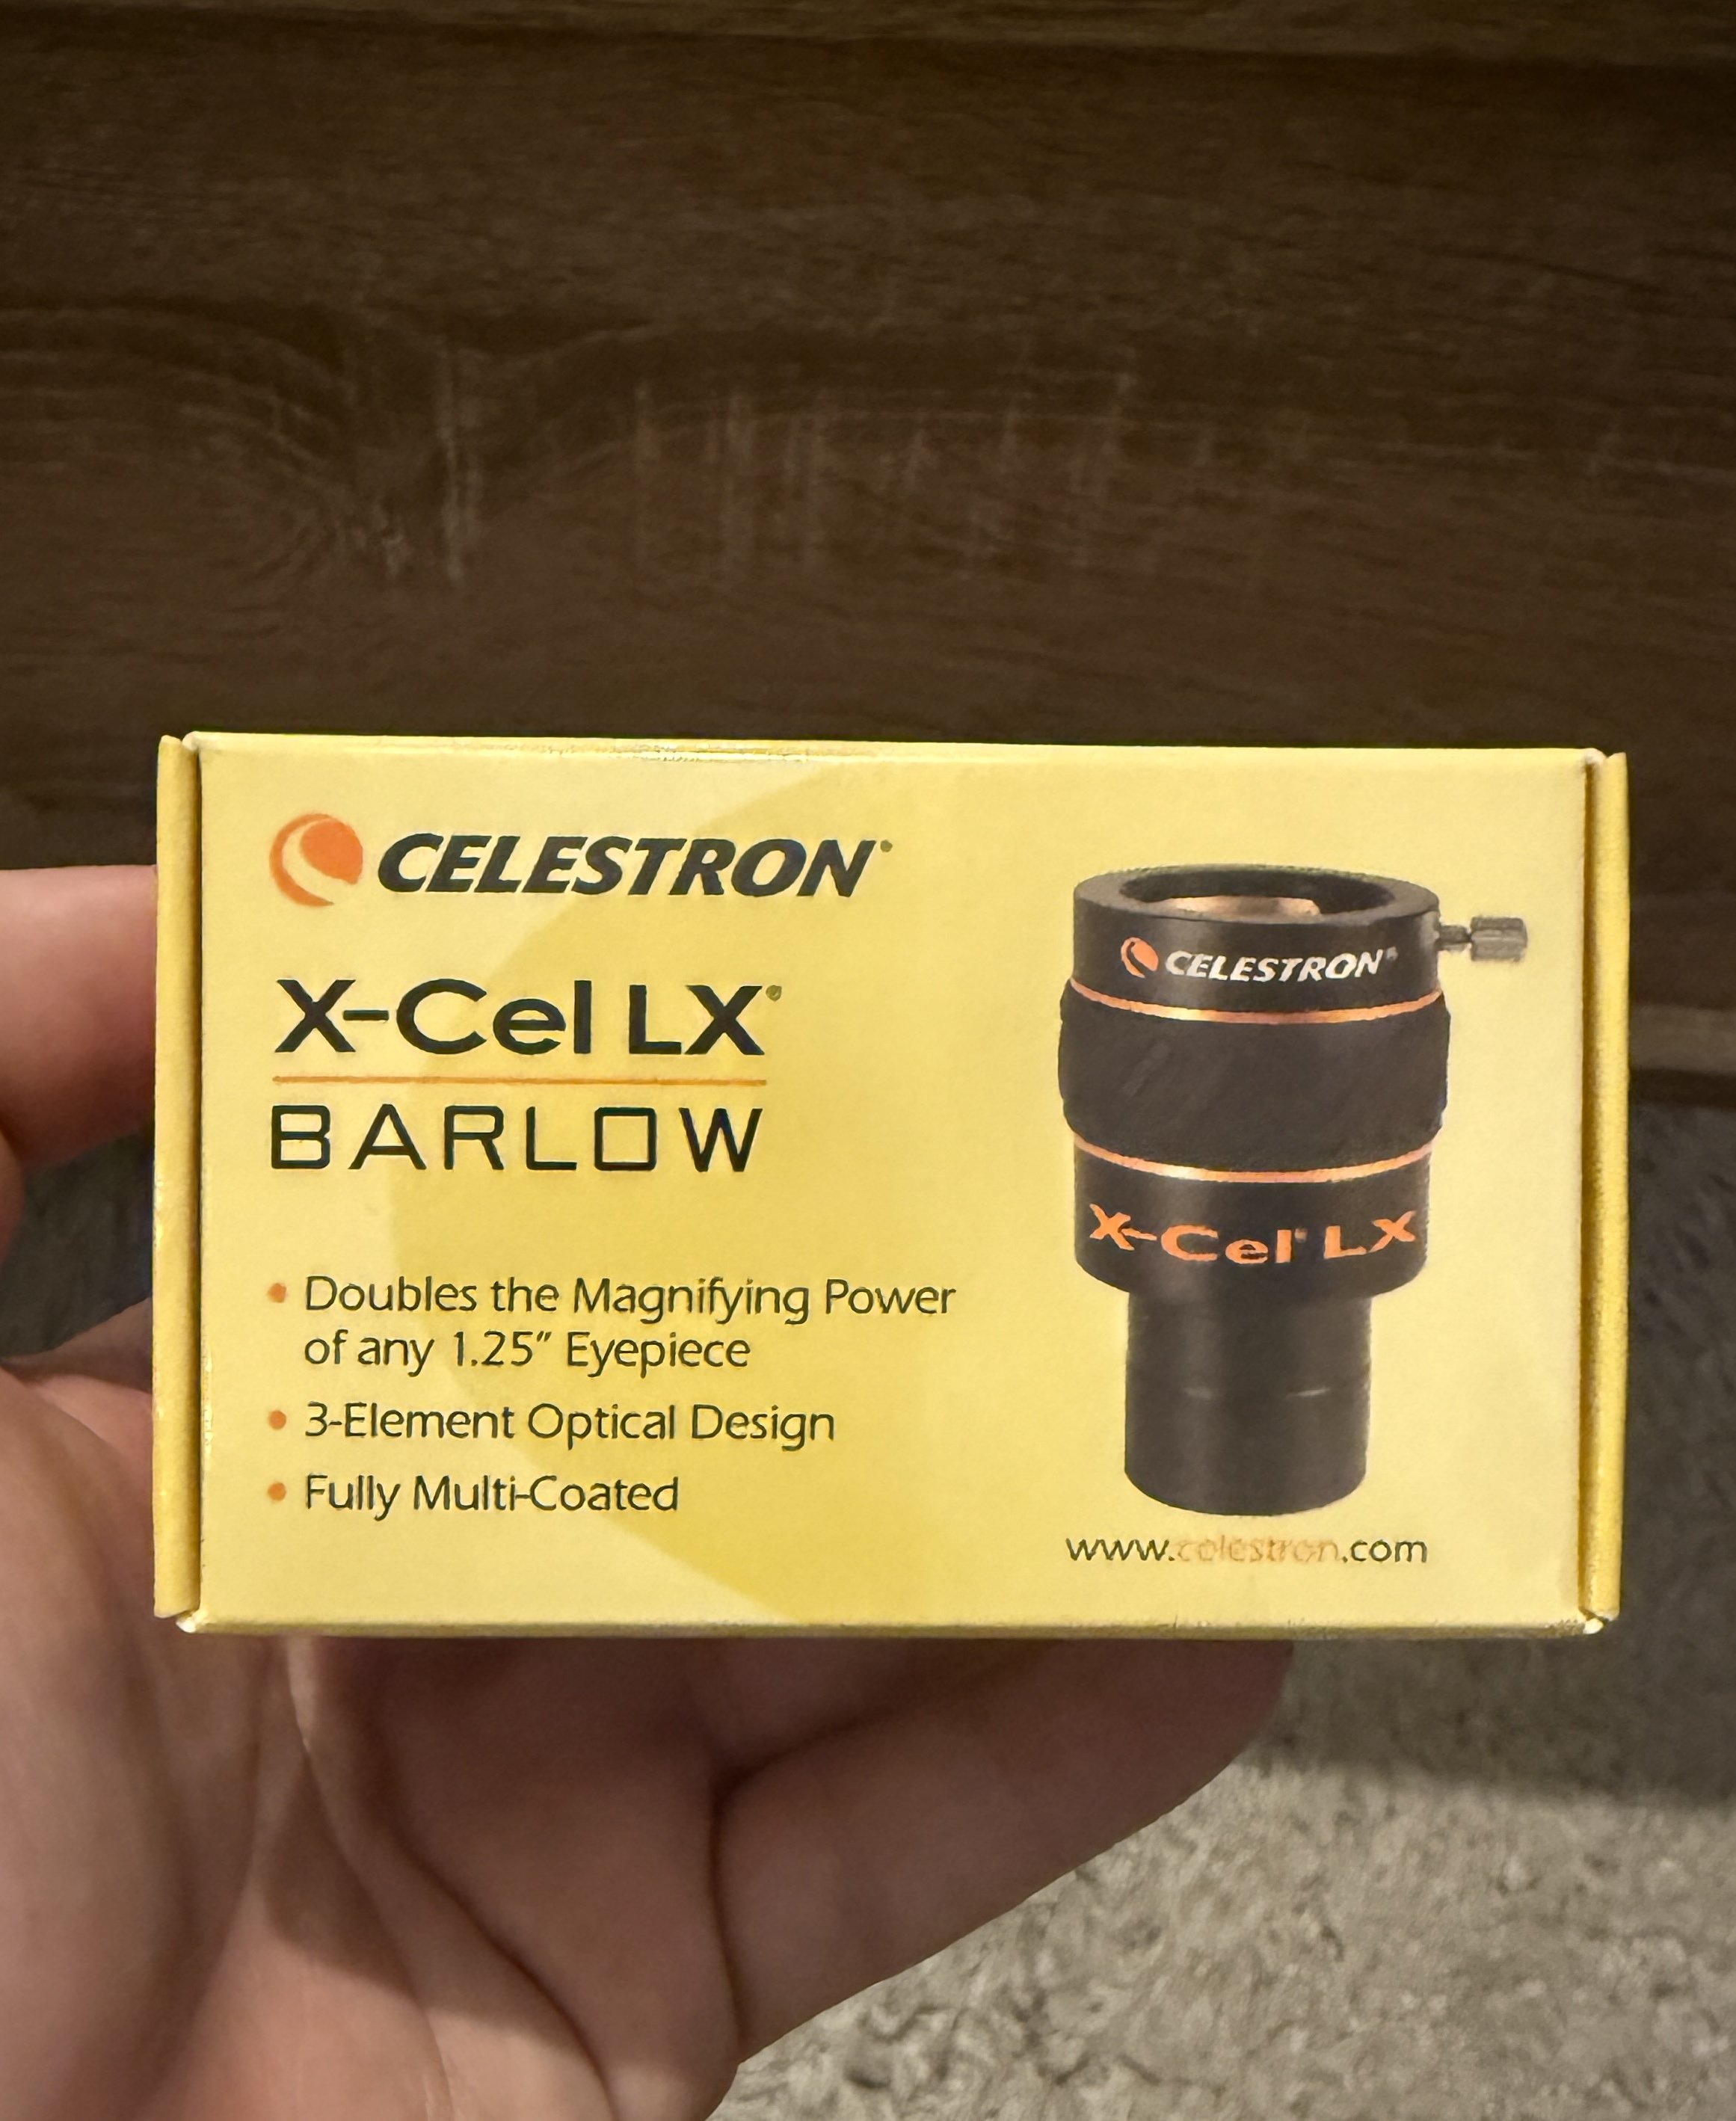 CELESTRON®
X-Cel LX®
BARLOW
• Doubles the Magnifying Power
of any 1.25" Eyepiece
• 3-Element Optical Design
• Fully Multi-Coated
CELESTRON®
X-Cel® LX
www.celestron.com